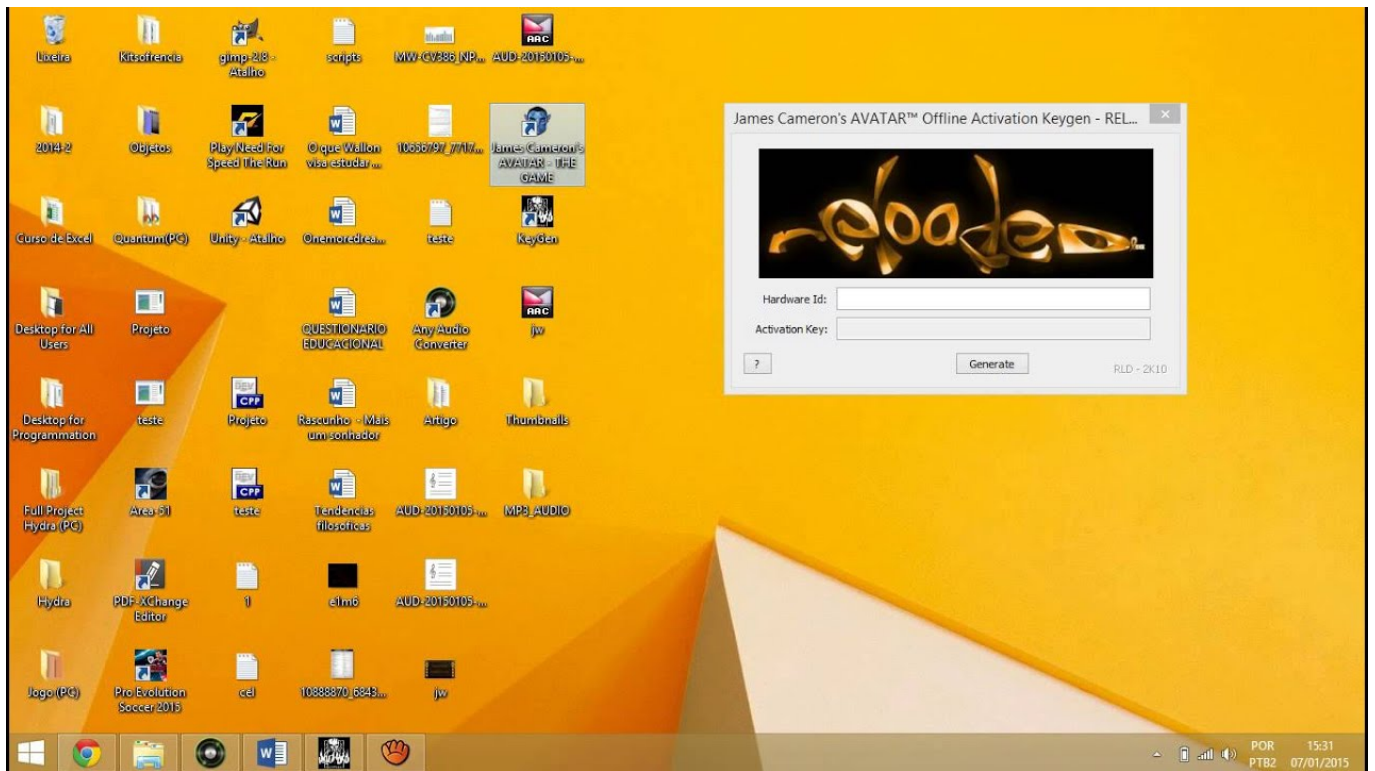 Lixeira
Kitsofrencia
gimp-2.8 -
Atalho
scripts
MW-CV386_NP...
AUD-20150105-...
2014-2
Objetos
Play Need For
Speed The Run
O que Wallon
visa estudar ...
James Cameron's
AVATAR - THE
GAME
Curso de Excel
Quantum(PC)
Unity - Atalho
Onemoredrea...
teste
KeyGen
Desktop for All
Users
Projeto
QUESTIONARIO
EDUCACIONAL
Any Audio
Converter
jw
Desktop for
Programmation
teste
Projeto
Rascunho - Mais
um sonhador
Artigo
Thumbnails
Full Project
Hydra (PC)
Area-51
teste
Tendencias
filosoficas
AUD-20150105-...
MP3_AUDIO
Hydra
PDF-XChange
Editor
1
AUD-20150105-...
Jogo (PC)
Pro Evolution
Soccer 2015
cel
10888870_6843...
jw
James Cameron's AVATAR™ Offline Activation Keygen - REL...
reloaded
Hardware Id:
Activation Key:
?
Generate
RLD - 2K10
POR
PTB2
15:31
07/01/2015